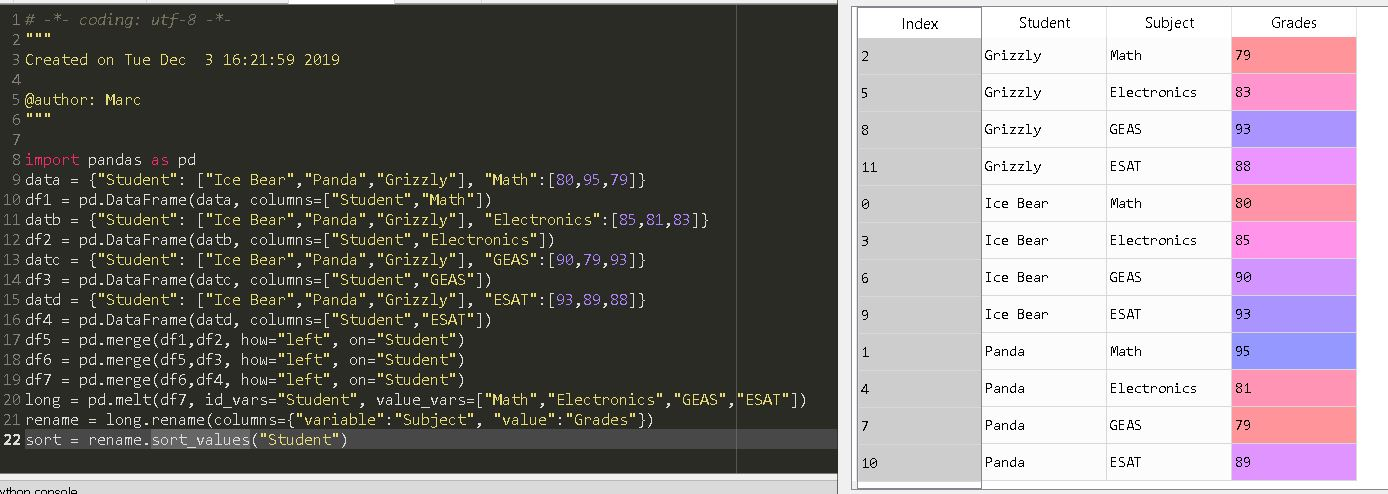 1 # -*- coding: utf-8 -*-
2 """
3 Created on Tue Dec  3 16:21:59 2019
4
5 @author: Marc
6 """
7
8 import pandas as pd
9 data = {"Student": ["Ice Bear","Panda","Grizzly"], "Math":[80,95,79]}
10 df1 = pd.DataFrame(data, columns=["Student","Math"])
11 datb = {"Student": ["Ice Bear","Panda","Grizzly"], "Electronics":[85,81,83]}
12 df2 = pd.DataFrame(datb, columns=["Student","Electronics"])
13 datc = {"Student": ["Ice Bear","Panda","Grizzly"], "GEAS":[90,79,93]}
14 df3 = pd.DataFrame(datc, columns=["Student","GEAS"])
15 datd = {"Student": ["Ice Bear","Panda","Grizzly"], "ESAT":[93,89,88]}
16 df4 = pd.DataFrame(datd, columns=["Student","ESAT"])
17 df5 = pd.merge(df1,df2, how="left", on="Student")
18 df6 = pd.merge(df5,df3, how="left", on="Student")
19 df7 = pd.merge(df6,df4, how="left", on="Student")
20 long = pd.melt(df7, id_vars="Student", value_vars=["Math","Electronics","GEAS","ESAT"])
21 rename = long.rename(columns={"variable":"Subject", "value":"Grades"})
22 sort = rename.sort_values("Student")
ython console
Index Student Subject Grades
2 Grizzly Math 79
5 Grizzly Electronics 83
8 Grizzly GEAS 93
11 Grizzly ESAT 88
0 Ice Bear Math 80
3 Ice Bear Electronics 85
6 Ice Bear GEAS 90
9 Ice Bear ESAT 93
1 Panda Math 95
4 Panda Electronics 81
7 Panda GEAS 79
10 Panda ESAT 89